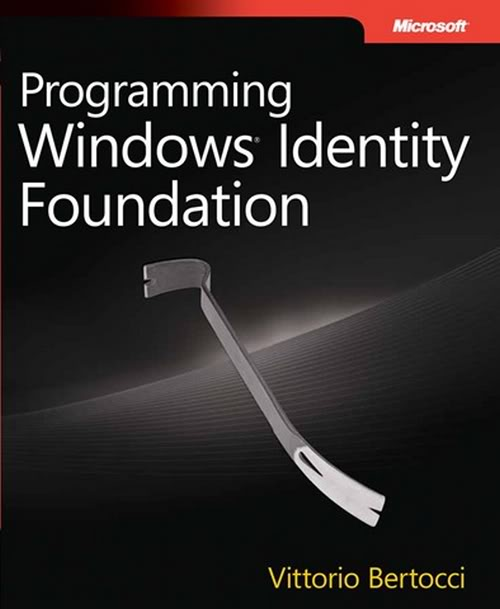 Microsoft®
Programming
Windows® Identity
Foundation
Vittorio Bertocci